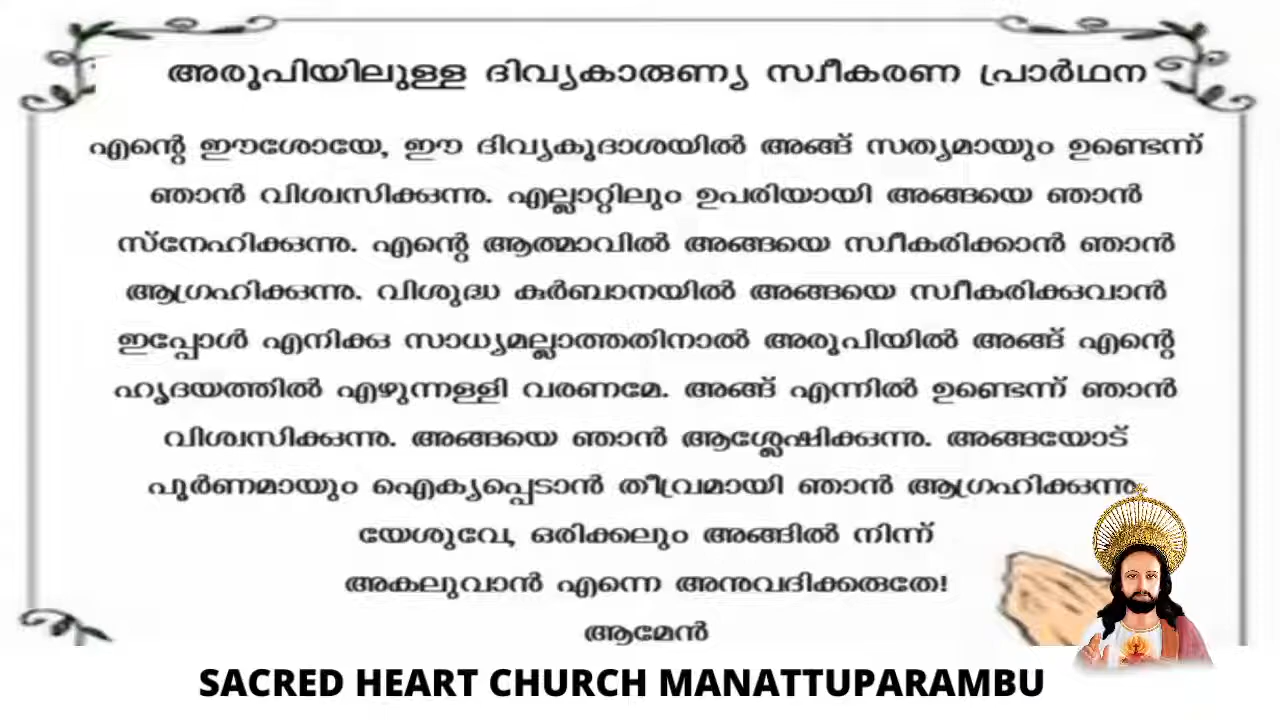 അരൂപിയിലുള്ള ദിവ്യകാരുണ്യ സ്വീകരണ പ്രാർഥന
എന്റെ ഈശോയേ, ഈ ദിവ്യകൂദാശയിൽ അങ്ങ് സത്യമായും ഉണ്ടെന്ന്
ഞാൻ വിശ്വസിക്കുന്നു. എല്ലാറ്റിലും ഉപരിയായി അങ്ങയെ ഞാൻ
സ്നേഹിക്കുന്നു. എന്റെ ആത്മാവിൽ അങ്ങയെ സ്വീകരിക്കാൻ ഞാൻ
ആഗ്രഹിക്കുന്നു. വിശുദ്ധ കുർബാനയിൽ അങ്ങയെ സ്വീകരിക്കുവാൻ
ഇപ്പോൾ എനിക്കു സാധ്യമല്ലാത്തതിനാൽ അരൂപിയിൽ അങ്ങ് എന്റെ
ഹൃദയത്തിൽ എഴുന്നള്ളി വരണമേ. അങ്ങ് എന്നിൽ ഉണ്ടെന്ന് ഞാൻ
വിശ്വസിക്കുന്നു. അങ്ങയെ ഞാൻ ആശ്ലേഷിക്കുന്നു. അങ്ങയോട്
പൂർണമായും ഐക്യപ്പെടാൻ തീവ്രമായി ഞാൻ ആഗ്രഹിക്കുന്നു.
യേശുവേ, ഒരിക്കലും അങ്ങിൽ നിന്ന്
അകലുവാൻ എന്നെ അനുവദിക്കരുതേ!
ആമേൻ
SACRED HEART CHURCH MANATTUPARAMBU